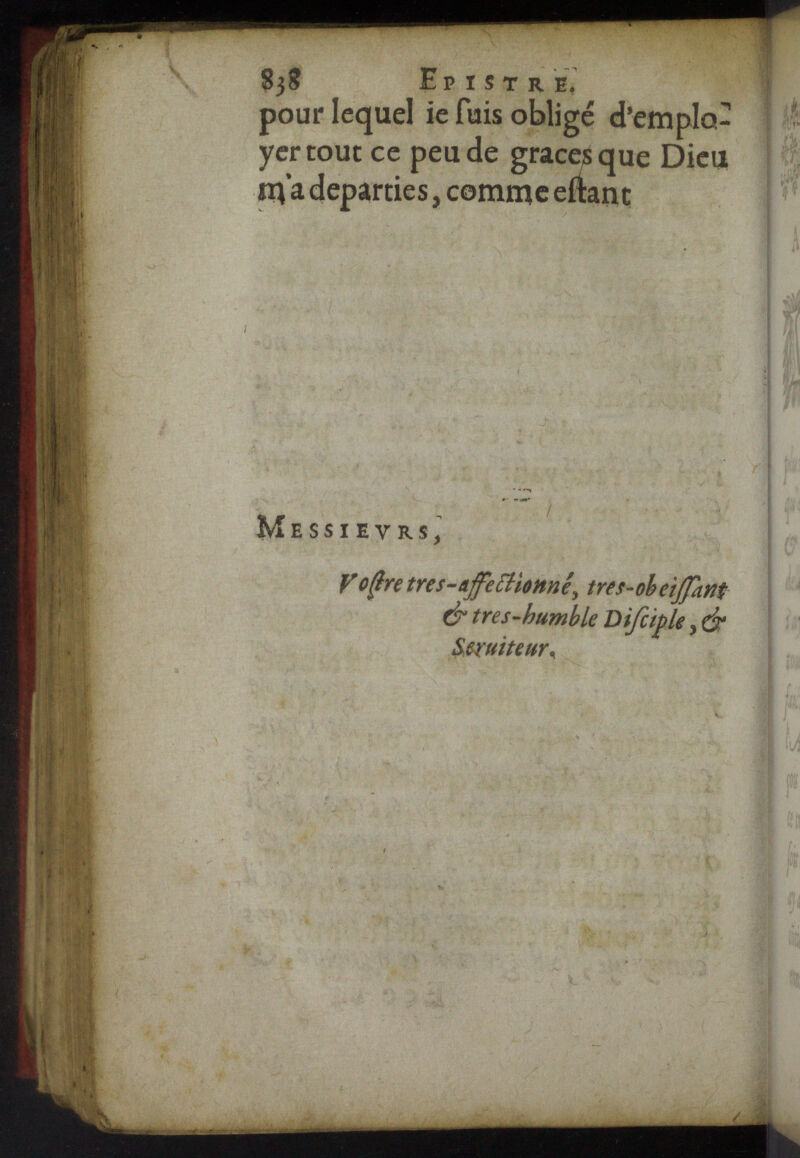 838 EPISTRE.
pour lequel ie ſuis obligé d'emplo-
yer tout ce peu de graces que Dieu
m'a departies, comme eſtant
MESSIEVRS,
Voſtre tres-affectionné, tres-obeiſſant
& tres-humble Diſciple, &
Seruiteur.